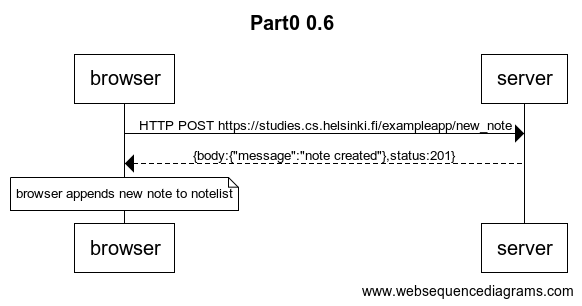 Part0 0.6
browser server
HTTP POST https://studies.cs.helsinki.fi/exampleapp/new_note
{body:{"message":"note created"},status:201}
browser appends new note to notelist
browser server
www.websequencediagrams.com